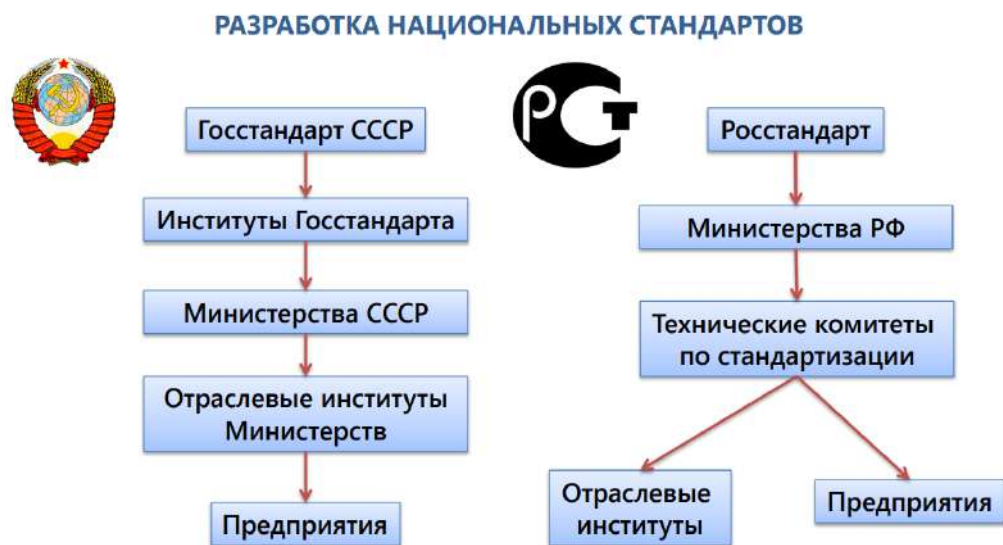 РАЗРАБОТКА НАЦИОНАЛЬНЫХ СТАНДАРТОВ
Госстандарт СССР
Институты Госстандарта
Министерства СССР
Отраслевые институты
Министерств
Предприятия
РСТ
Росстандарт
Министерства РФ
Технические комитеты
по стандартизации
Отраслевые
институты
Предприятия